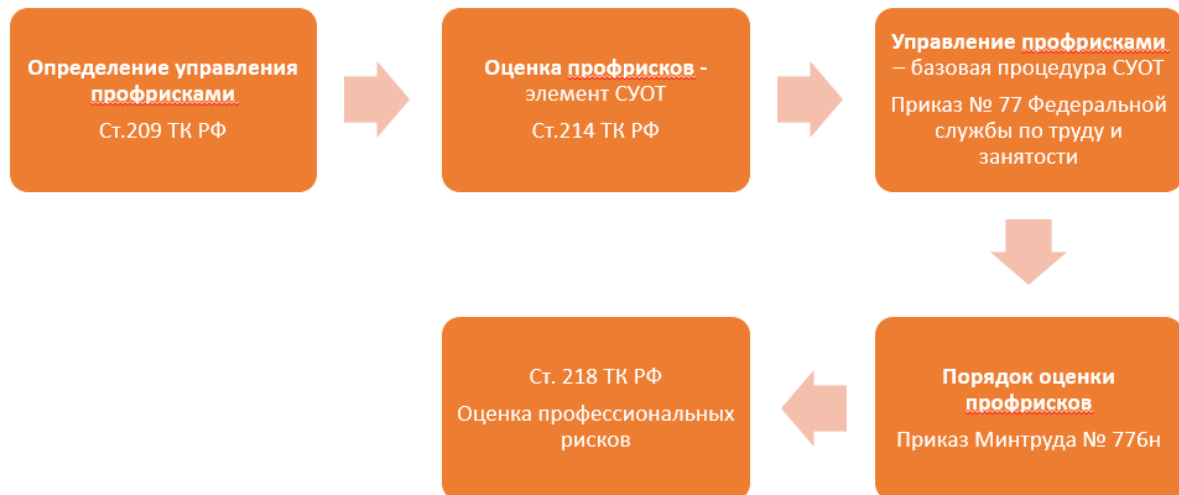 Определение управления
профрисками
Ст.209 ТК РФ
Оценка профрисков -
элемент СУОТ
Ст.214 ТК РФ
Управление профрисками
– базовая процедура СУОТ
Приказ № 77 Федеральной
службы по труду и
занятости
Порядок оценки
профрисков
Приказ Минтруда № 776н
Ст. 218 ТК РФ
Оценка профессиональных
рисков